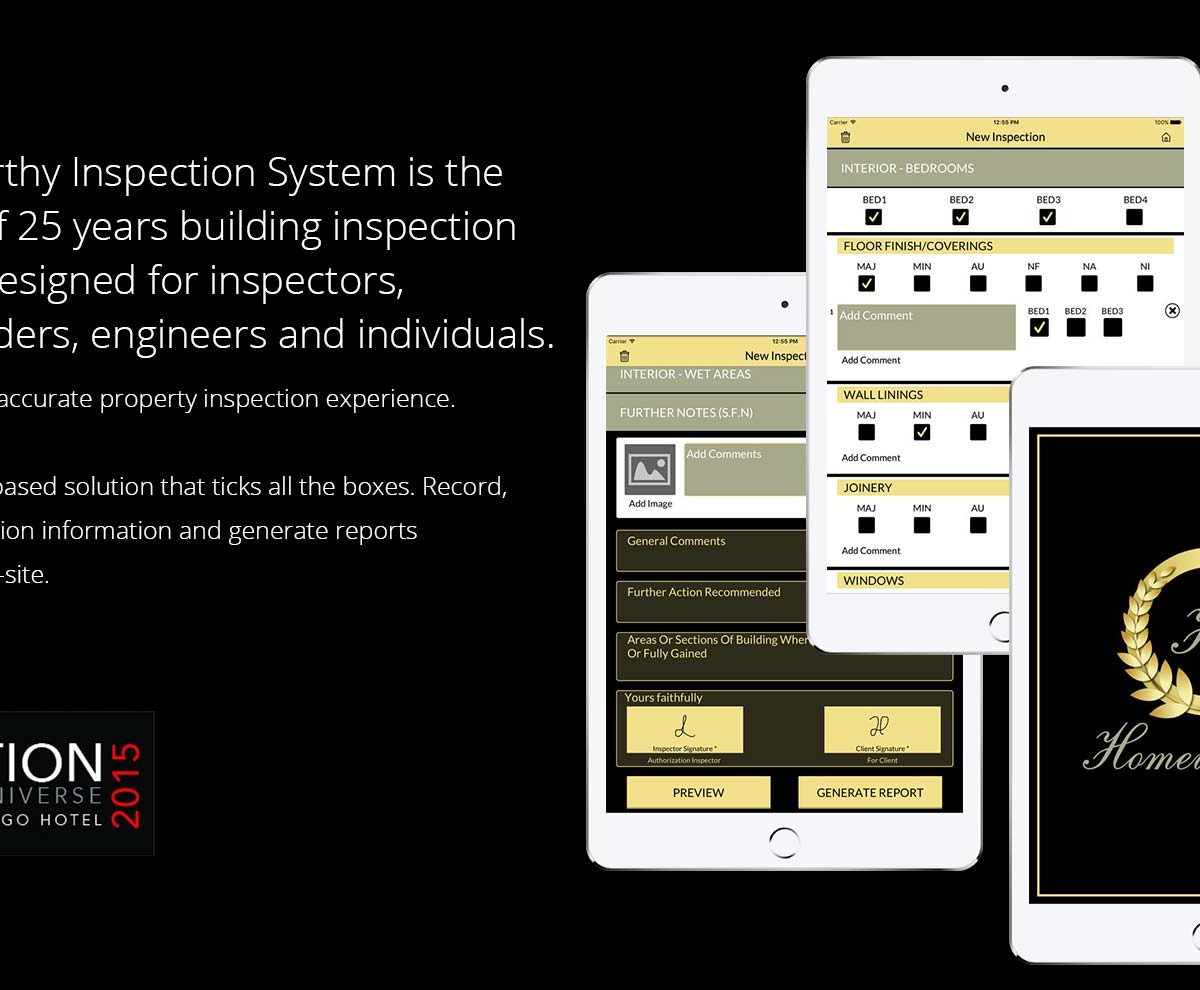 rthy Inspection System is the
f 25 years building inspection
esigned for inspectors,
ders, engineers and individuals.
accurate property inspection experience.
based solution that ticks all the boxes. Record,
ion information and generate reports
-site.
TION
NIVERSE
GO HOTEL
2015
Carrier 12:55 PM
New Inspect
INTERIOR - WET AREAS
FURTHER NOTES (S.F.N)
Add Comments
Add Image
General Comments
Further Action Recommended
Areas Or Sections Of Building Wher
Or Fully Gained
Yours faithfully
Inspector Signature * Client Signature *
Authorization Inspector For Client
PREVIEW GENERATE REPORT
Carrier 12:55 PM 100%
New Inspection
INTERIOR - BEDROOMS
BED1 BED2 BED3 BED4
FLOOR FINISH/COVERINGS
MAJ MIN AU NF NA NI
1 Add Comment BED1 BED2 BED3
Add Comment
WALL LININGS
MAJ MIN AU
Add Comment
JOINERY
MAJ MIN AU
Add Comment
WINDOWS
Homew